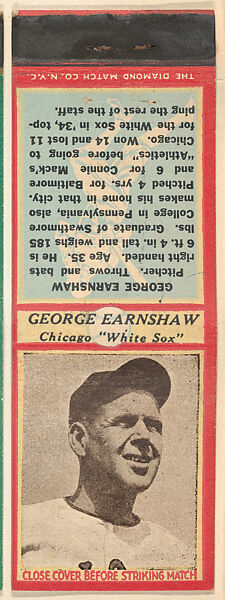 THE DIAMOND MATCH CO. N.Y.C.
GEORGE EARNSHAW
Pitcher. Throws and bats
right handed. Age 35. He is
6 ft. 4 in. tall and weighs 185
lbs. Graduate of Swattmore
College in Pennsylvania, also
makes his home in that city.
Pitched 4 yrs. for Baltimore
and 6 for Connie Mack's
"Athletics" before going to
Chicago. Won 14 and lost 11
for the White Sox in '34, top-
ping the rest of the staff.
GEORGE EARNSHAW
Chicago "White Sox"
CLOSE COVER BEFORE STRIKING MATCH